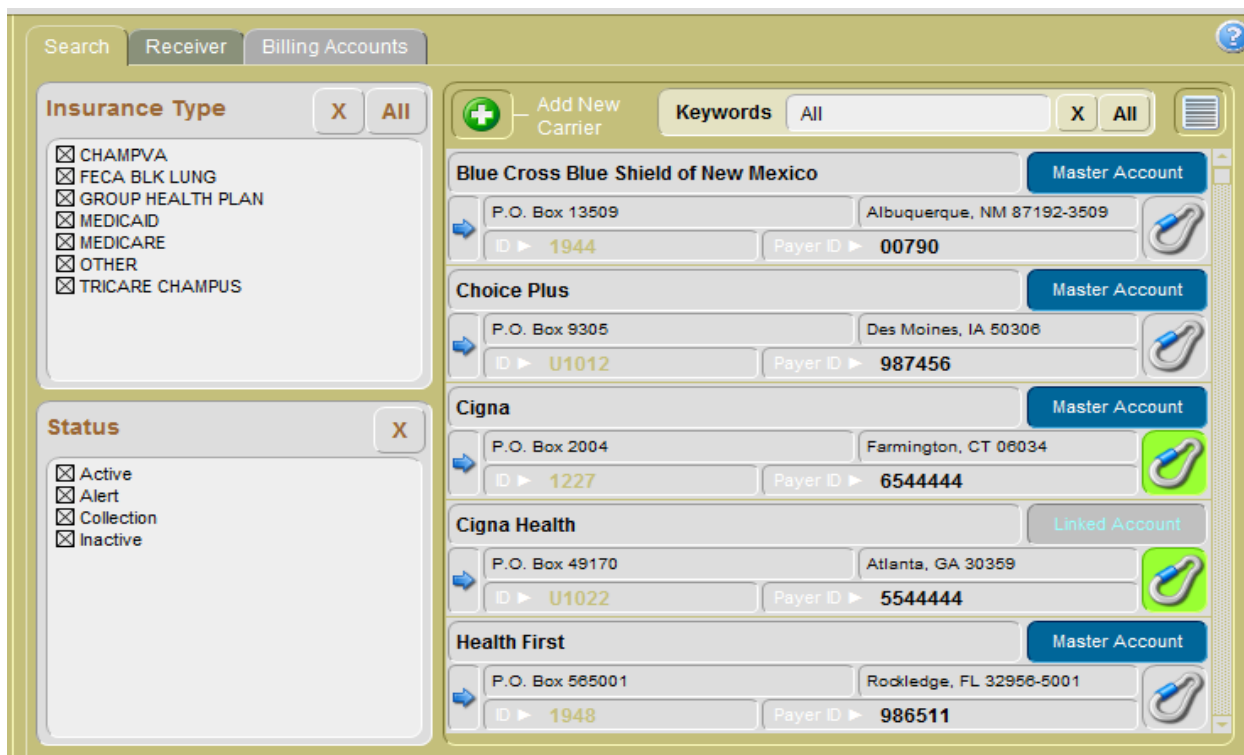 Search Receiver Billing Accounts
?
Insurance Type X All
CHAMPVA
FECA BLK LUNG
GROUP HEALTH PLAN
MEDICAID
MEDICARE
OTHER
TRICARE CHAMPUS
Status X
Active
Alert
Collection
Inactive
Add New
Carrier
Keywords All X All
Blue Cross Blue Shield of New Mexico Master Account
P.O. Box 13509 Albuquerque, NM 87192-3509
ID ► 1944 Payer ID ► 00790
Choice Plus Master Account
P.O. Box 9305 Des Moines, IA 50306
ID ► U1012 Payer ID ► 987456
Cigna Master Account
P.O. Box 2004 Farmington, CT 06034
ID ► 1227 Payer ID ► 6544444
Cigna Health Linked Account
P.O. Box 49170 Atlanta, GA 30359
ID ► U1022 Payer ID ► 5544444
Health First Master Account
P.O. Box 565001 Rockledge, FL 32956-5001
ID ► 1948 Payer ID ► 986511